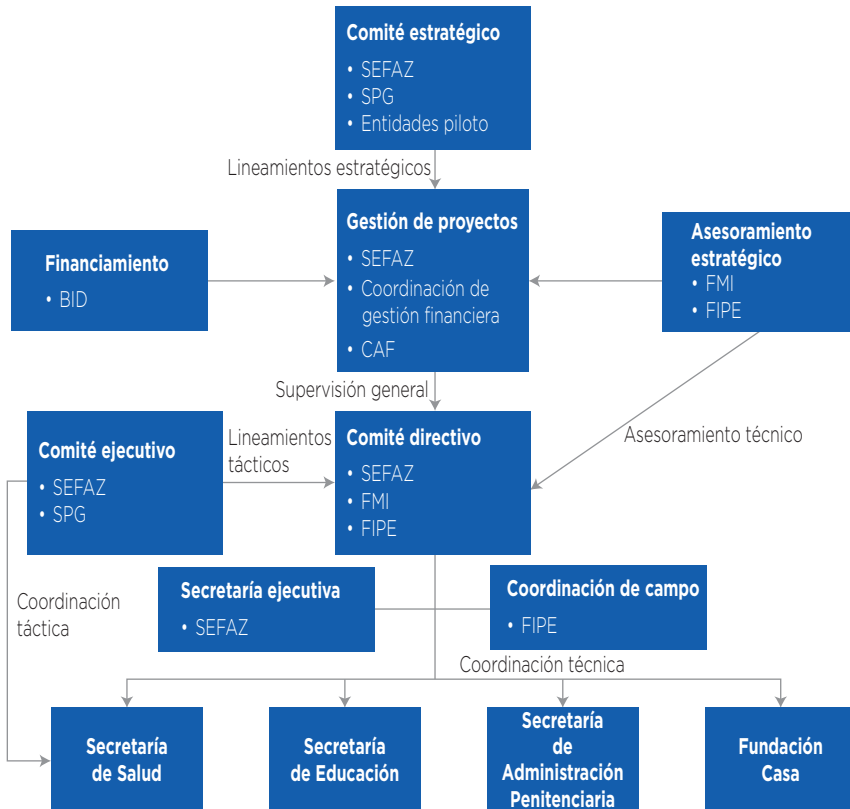 Comité estratégico
• SEFAZ
• SPG
• Entidades piloto
Lineamientos estratégicos
Gestión de proyectos
• SEFAZ
• Coordinación de
gestión financiera
• CAF
Financiamiento
• BID
Asesoramiento
estratégico
• FMI
• FIPE
Supervisión general
Comité ejecutivo
• SEFAZ
• SPG
Lineamientos
tácticos
Comité directivo
• SEFAZ
• FMI
• FIPE
Asesoramiento técnico
Coordinación
táctica
Secretaría ejecutiva
• SEFAZ
Coordinación de campo
• FIPE
Coordinación técnica
Secretaría
de Salud
Secretaría
de Educación
Secretaría
de
Administración
Penitenciaria
Fundación
Casa